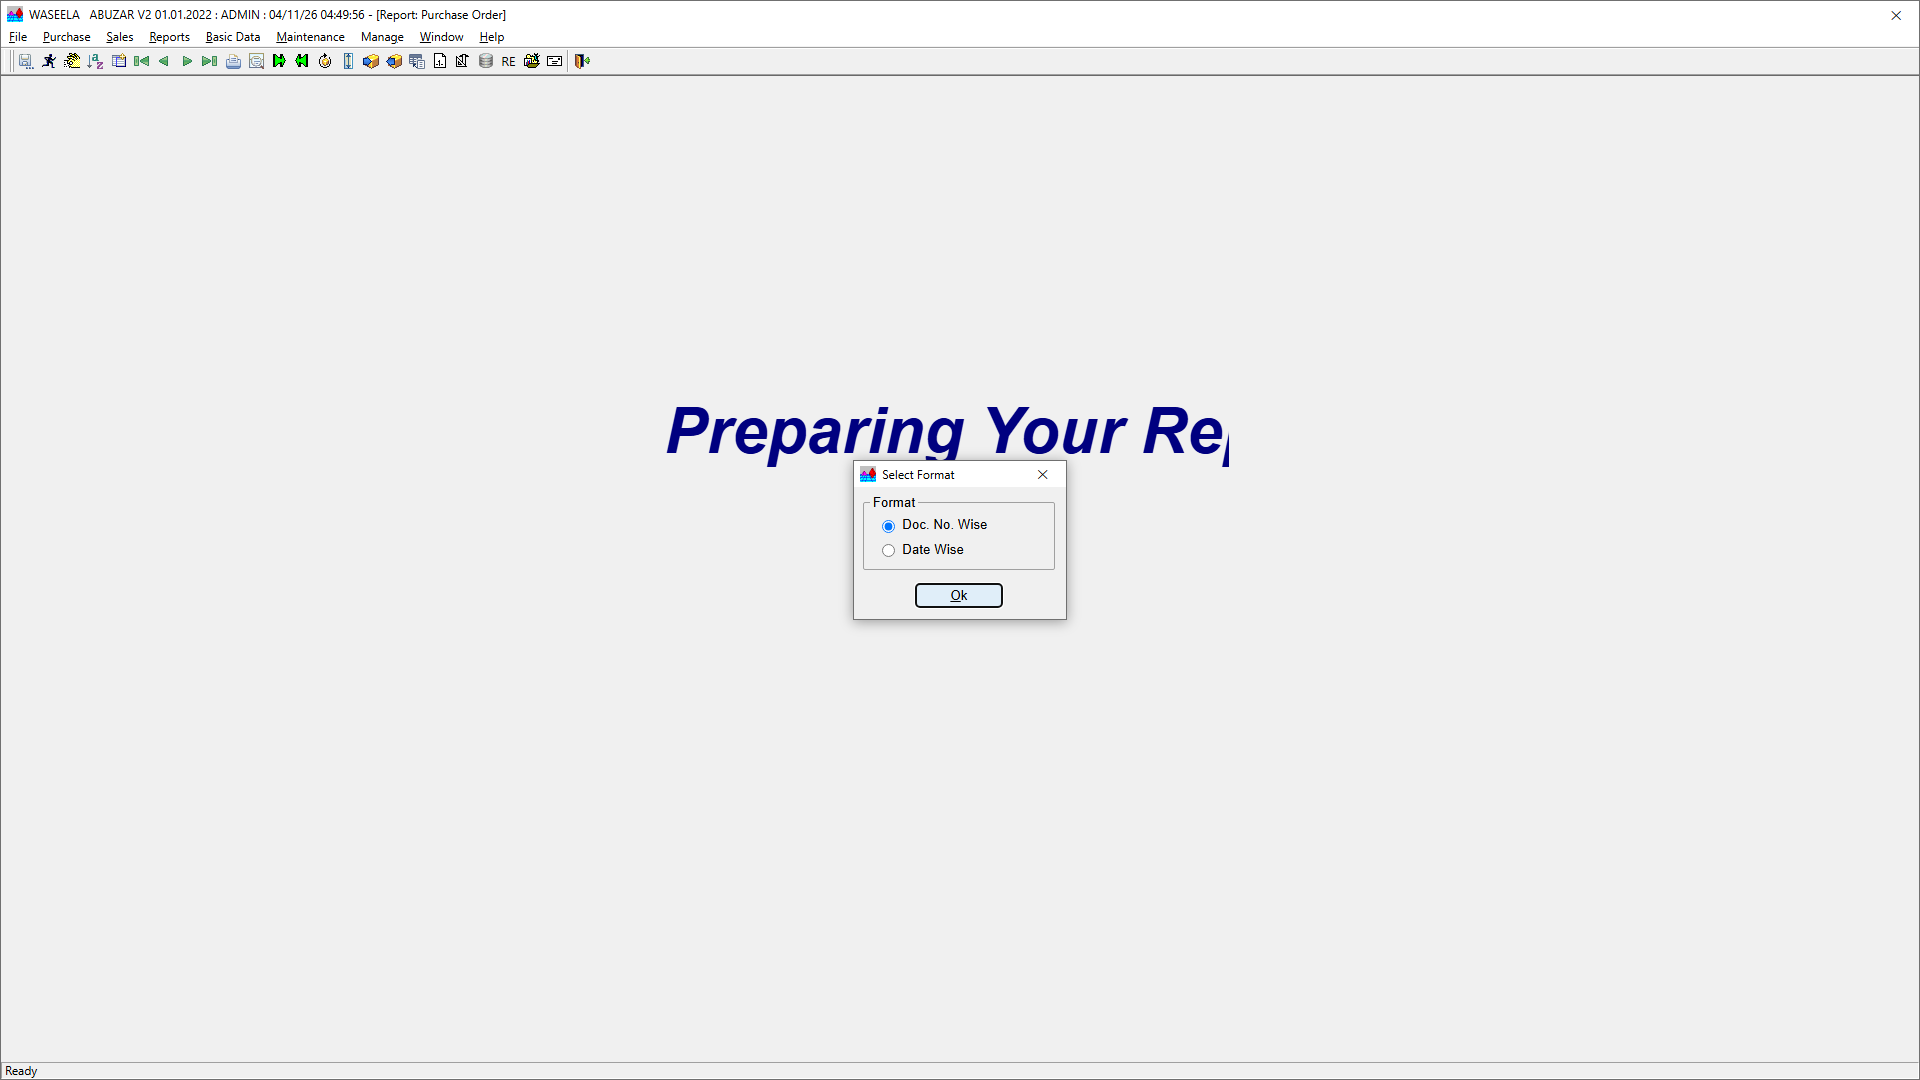 WASEELA   ABUZAR V2 01.01.2022 : ADMIN : 04/11/26 04:49:56 - [Report: Purchase Order]
File   Purchase   Sales   Reports   Basic Data   Maintenance   Manage   Window   Help
RE
Preparing Your Rep
Select Format
Format
Doc. No. Wise
Date Wise
Ok
Ready